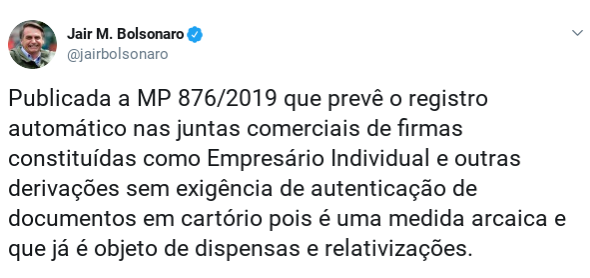 Jair M. Bolsonaro
@jairbolsonaro
Publicada a MP 876/2019 que prevê o registro
automático nas juntas comerciais de firmas
constituídas como Empresário Individual e outras
derivações sem exigência de autenticação de
documentos em cartório pois é uma medida arcaica e
que já é objeto de dispensas e relativizações.